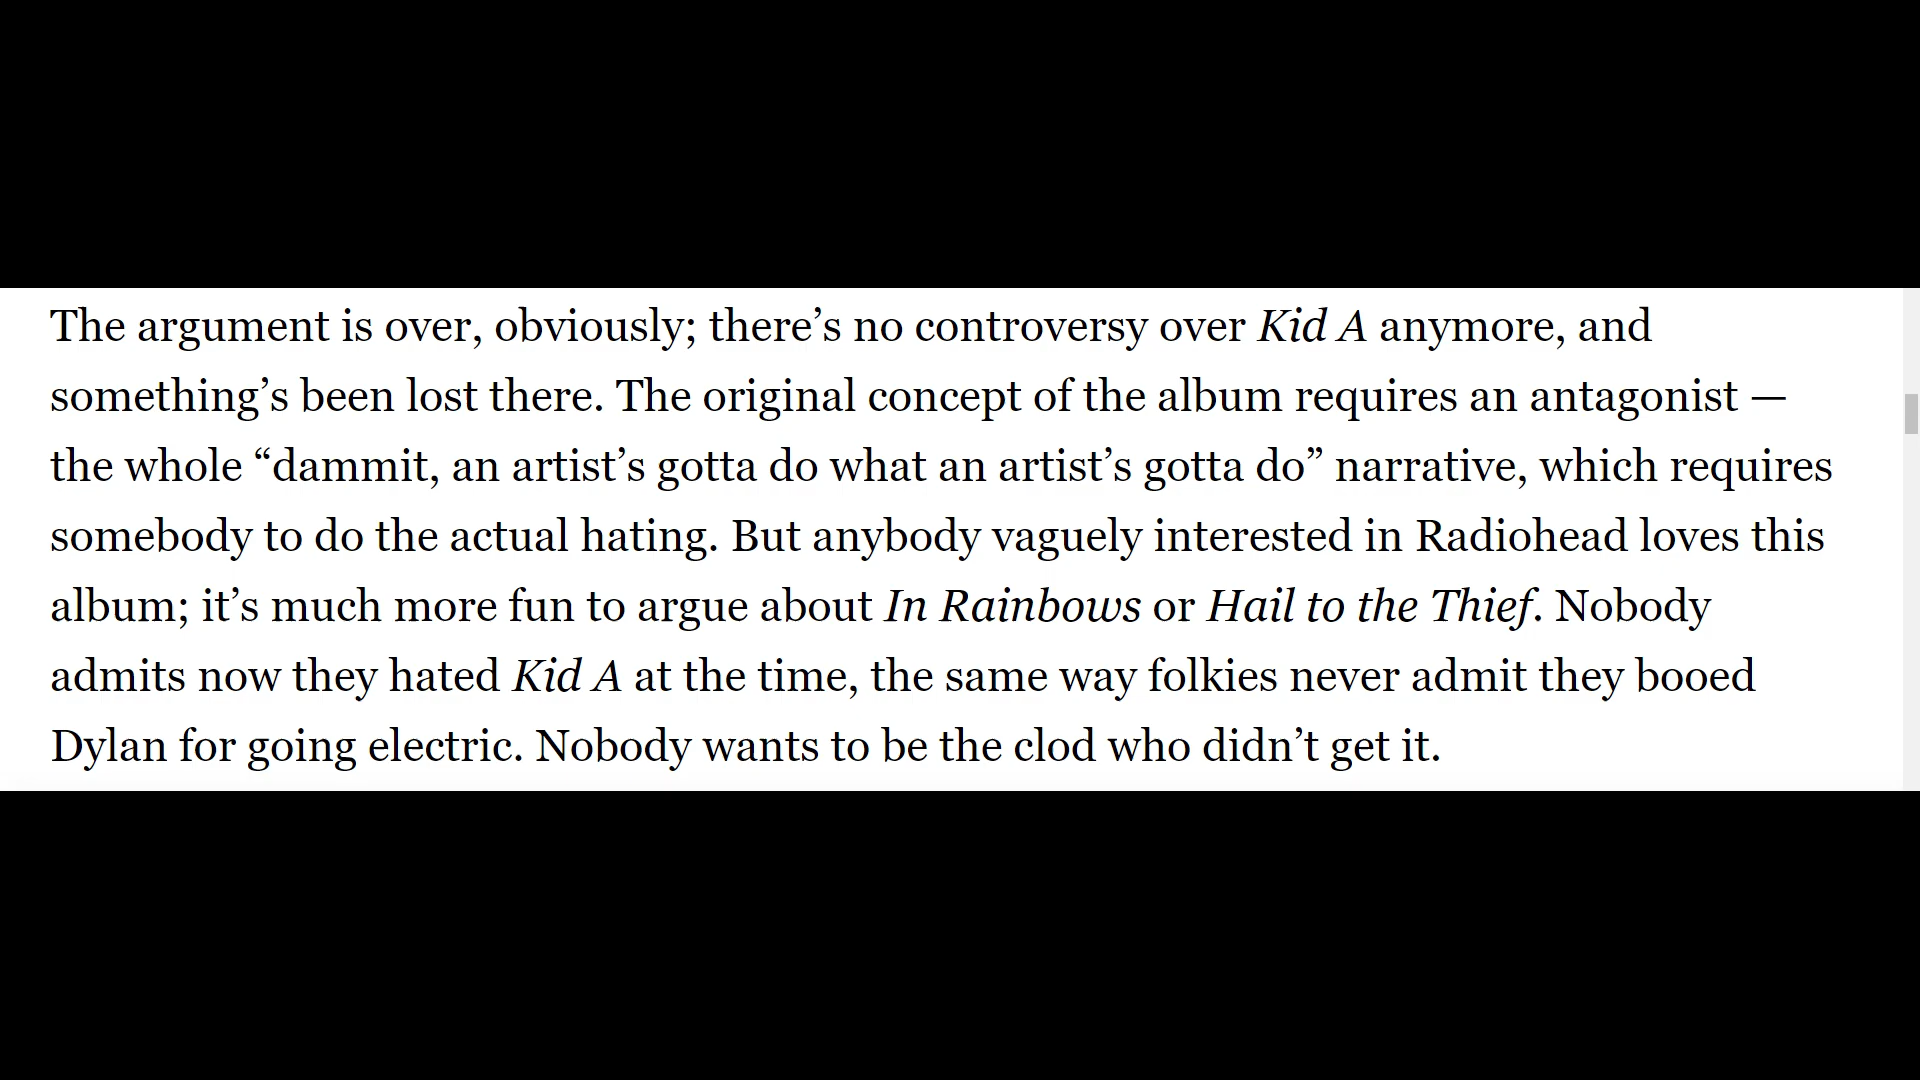 The argument is over, obviously; there’s no controversy over Kid A anymore, and
something’s been lost there. The original concept of the album requires an antagonist —
the whole “dammit, an artist’s gotta do what an artist’s gotta do” narrative, which requires
somebody to do the actual hating. But anybody vaguely interested in Radiohead loves this
album; it’s much more fun to argue about In Rainbows or Hail to the Thief. Nobody
admits now they hated Kid A at the time, the same way folkies never admit they booed
Dylan for going electric. Nobody wants to be the clod who didn’t get it.